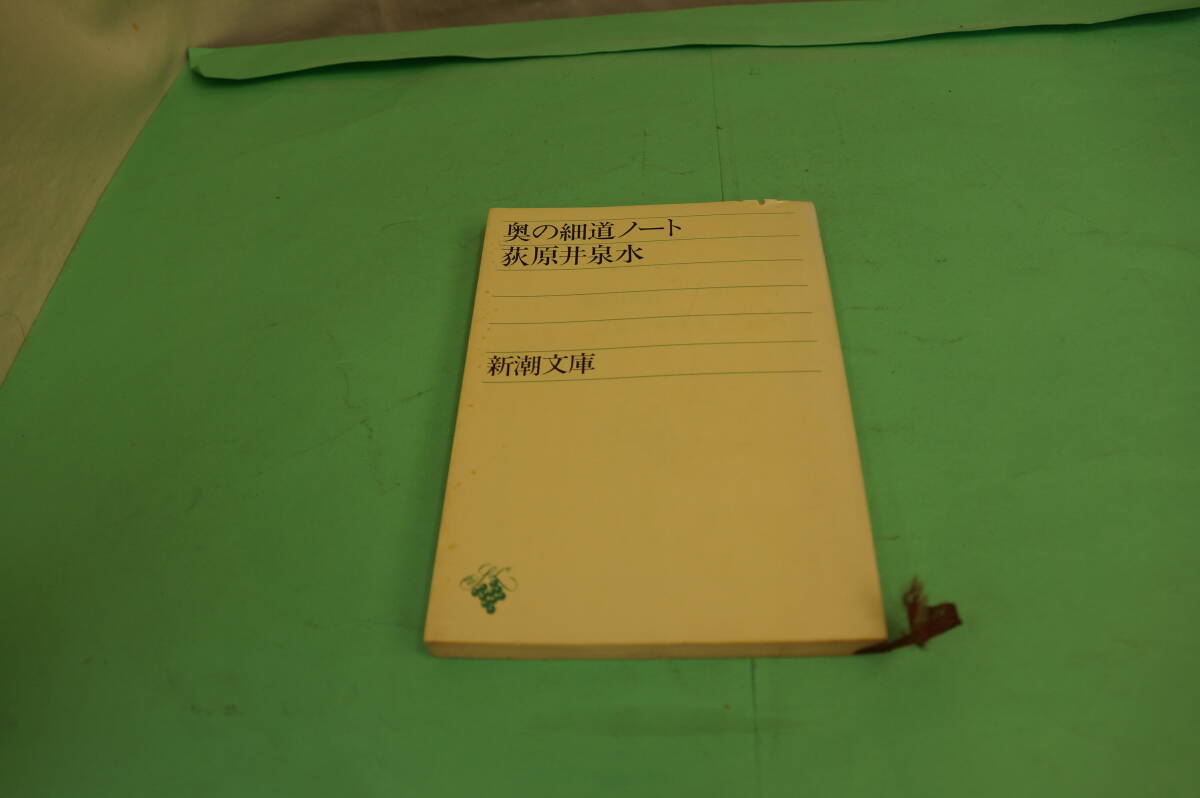 奥の細道ノート
荻原井泉水
新潮文庫